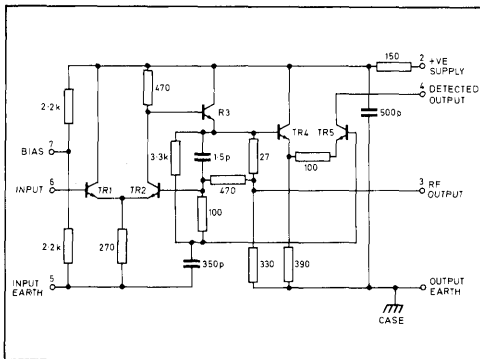 150
2
+VE
SUPPLY
4
DETECTED
OUTPUT
470
2·2k
R3
500p
TR4
TR5
BIAS
7
3·3k
1·5p
27
100
INPUT
6
TR1
TR2
470
3
RF
OUTPUT
100
2·2k
270
330
390
350p
INPUT
EARTH
5
OUTPUT
EARTH
CASE